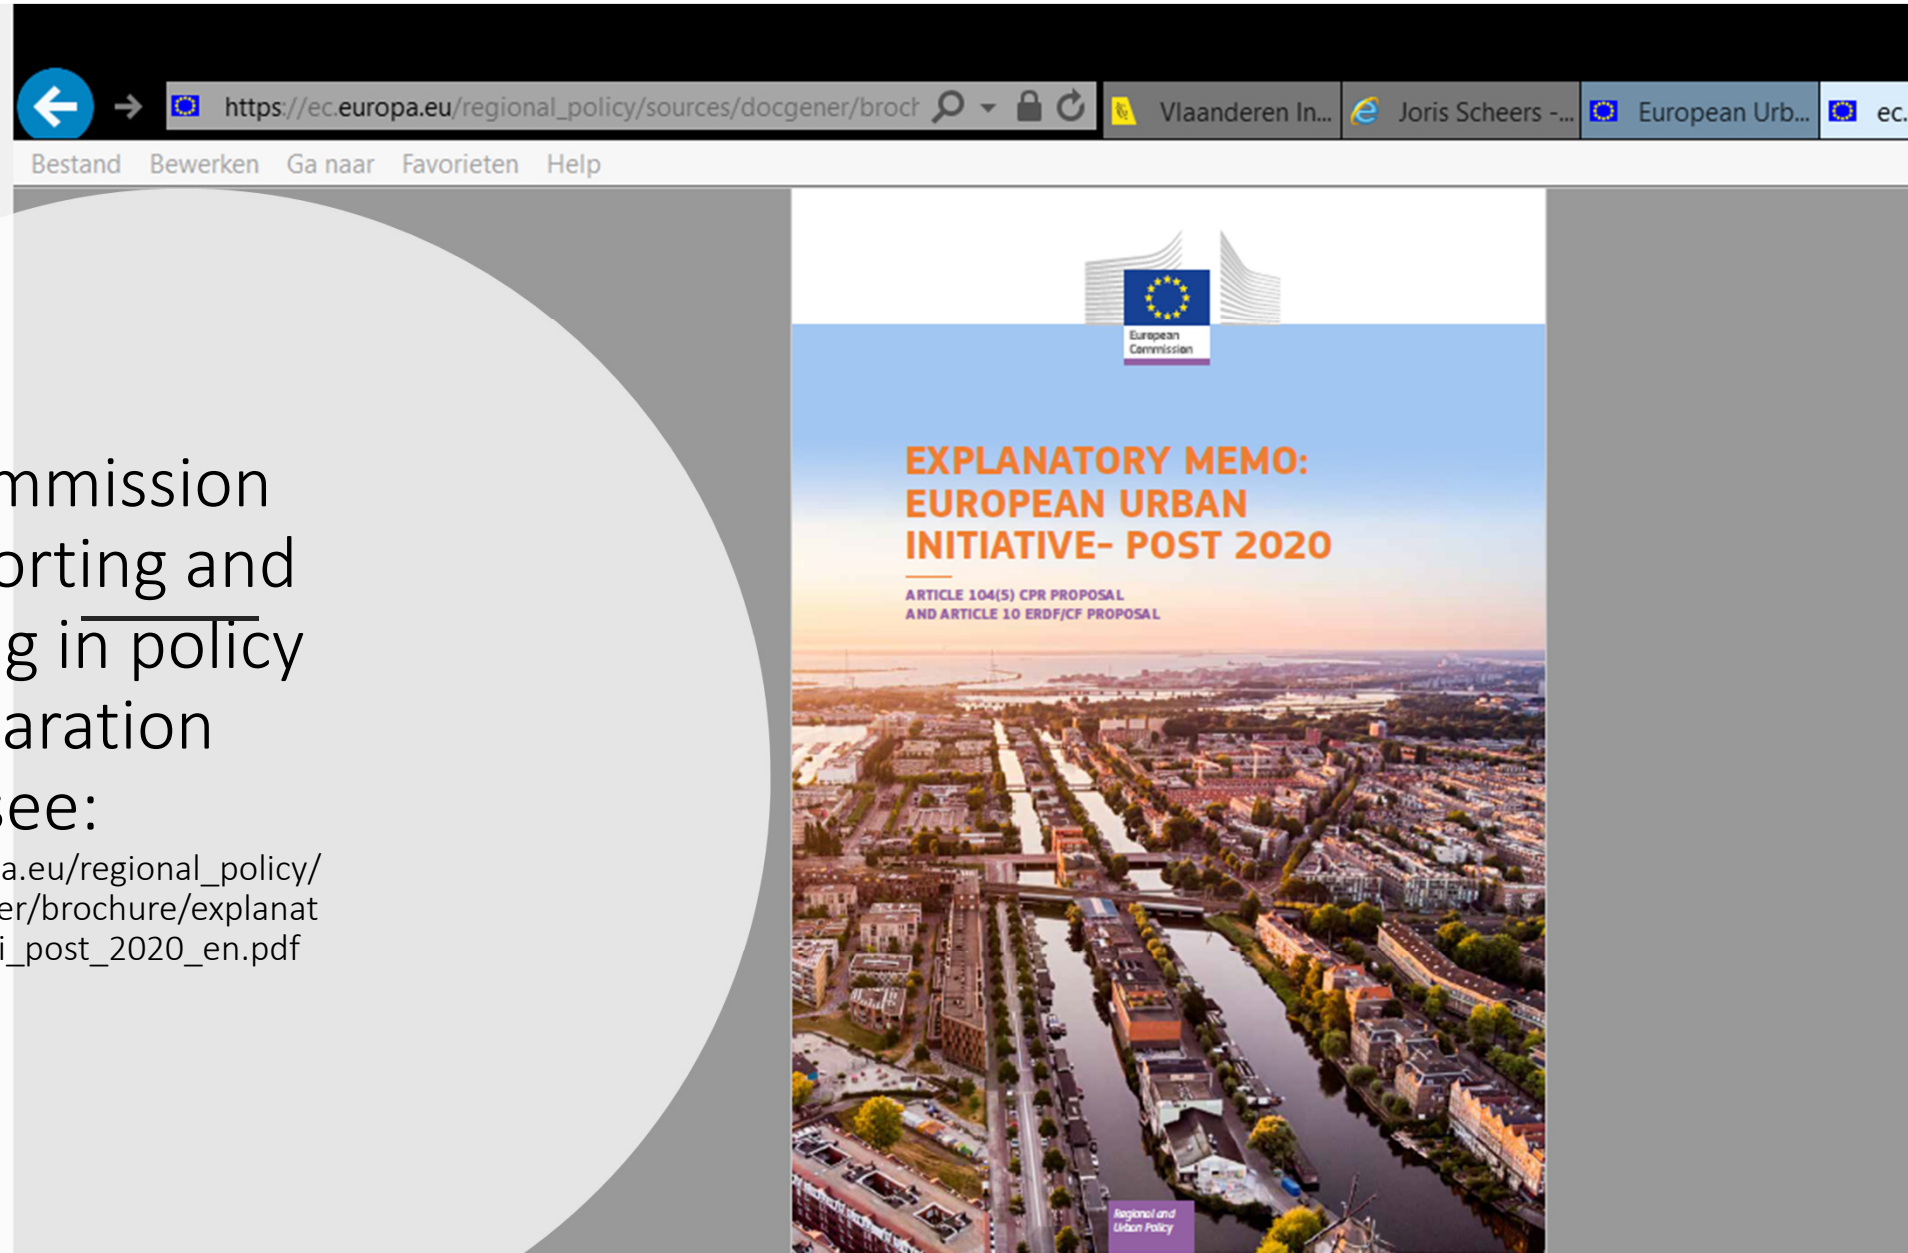 https://ec.europa.eu/regional_policy/sources/docgener/broch
Vlaanderen In...
Joris Scheers -...
European Urb...
ec.
Bestand Bewerken Ga naar Favorieten Help
mmission
orting and
g in policy
aration
see:
a.eu/regional_policy/
er/brochure/explanat
i_post_2020_en.pdf
European
Commission
EXPLANATORY MEMO:
EUROPEAN URBAN
INITIATIVE- POST 2020
ARTICLE 104(5) CPR PROPOSAL
AND ARTICLE 10 ERDF/CF PROPOSAL
Regional and
Urban Policy